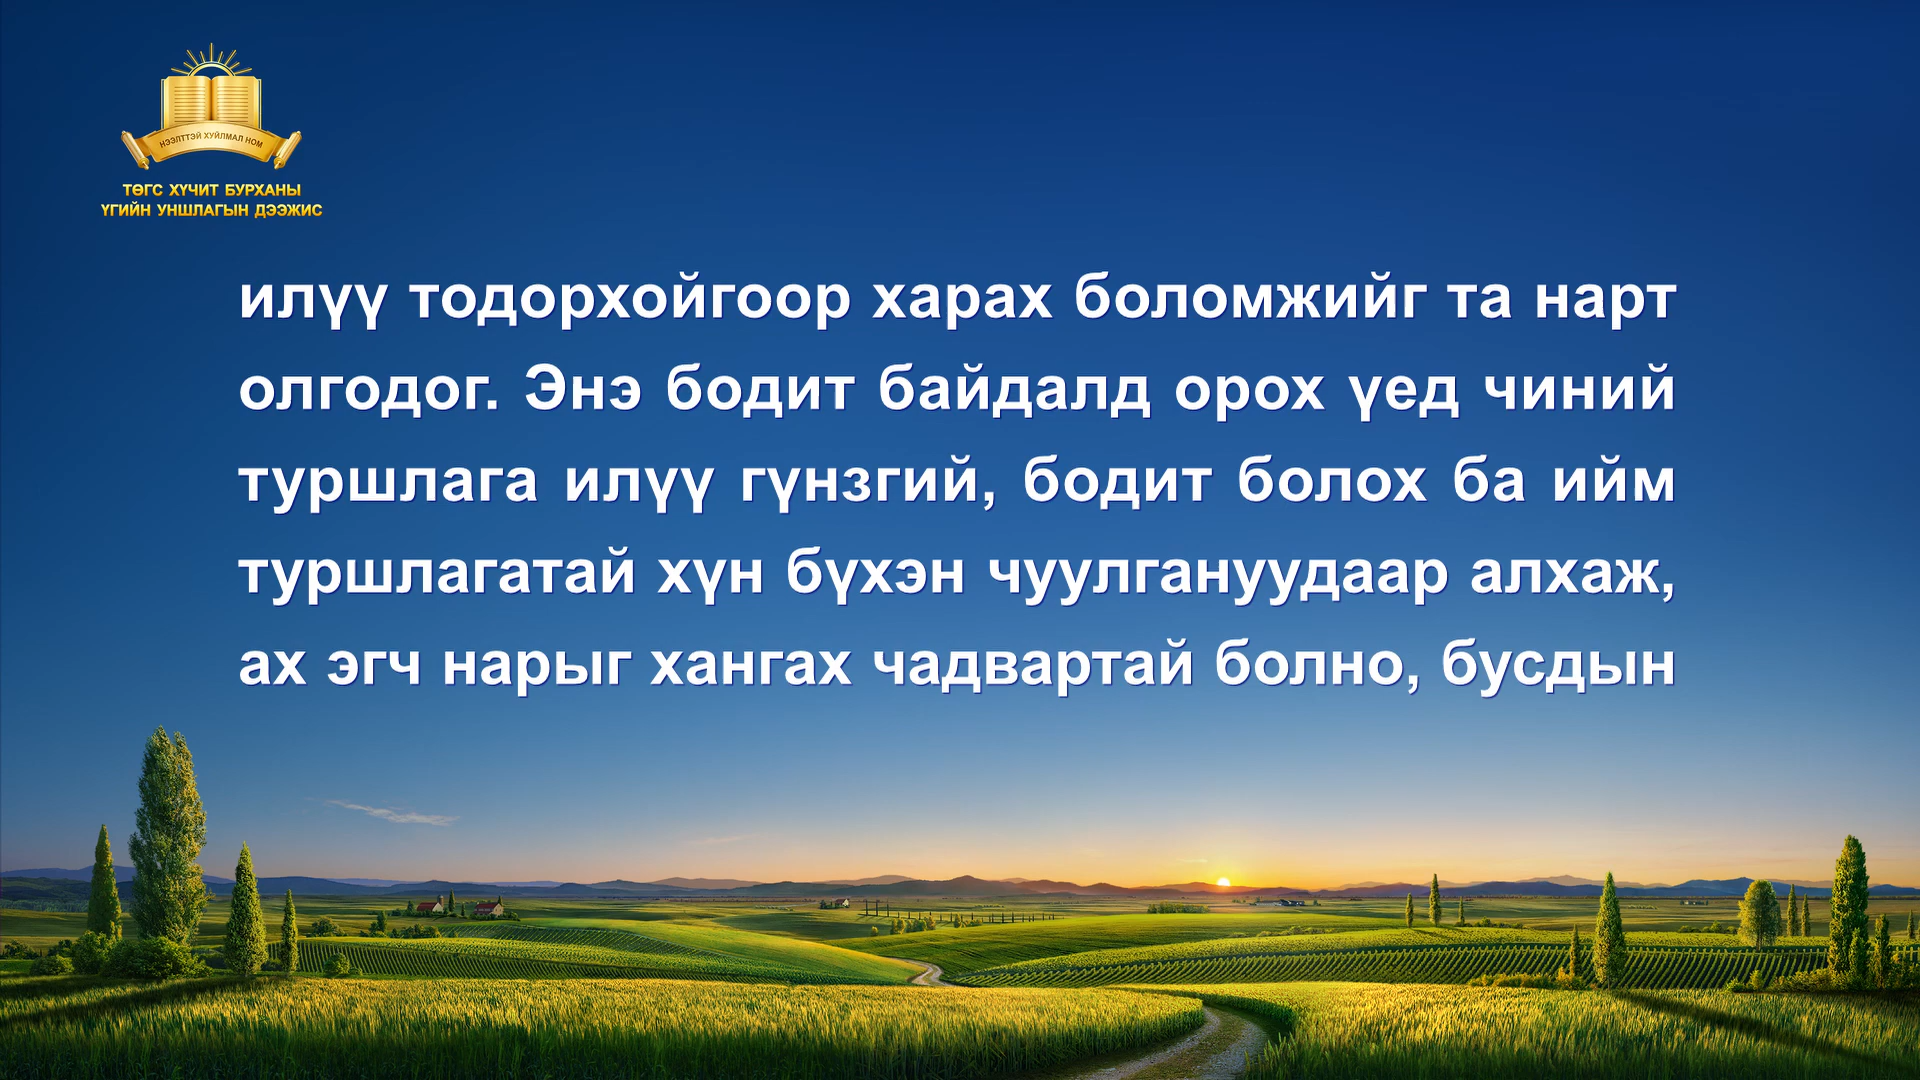 НЭЭЛТТЭЙ ХУЙЛМАЛ НОМ
ТӨГС ХҮЧИТ БУРХАНЫ
ҮГИЙН УНШЛАГЫН ДЭЭЖИС
илүү тодорхойгоор харах боломжийг та нарт
олгодог. Энэ бодит байдалд орох үед чиний
туршлага илүү гүнзгий, бодит болох ба ийм
туршлагатай хүн бүхэн чуулгануудаар алхаж,
ах эгч нарыг хангах чадвартай болно, бусдын